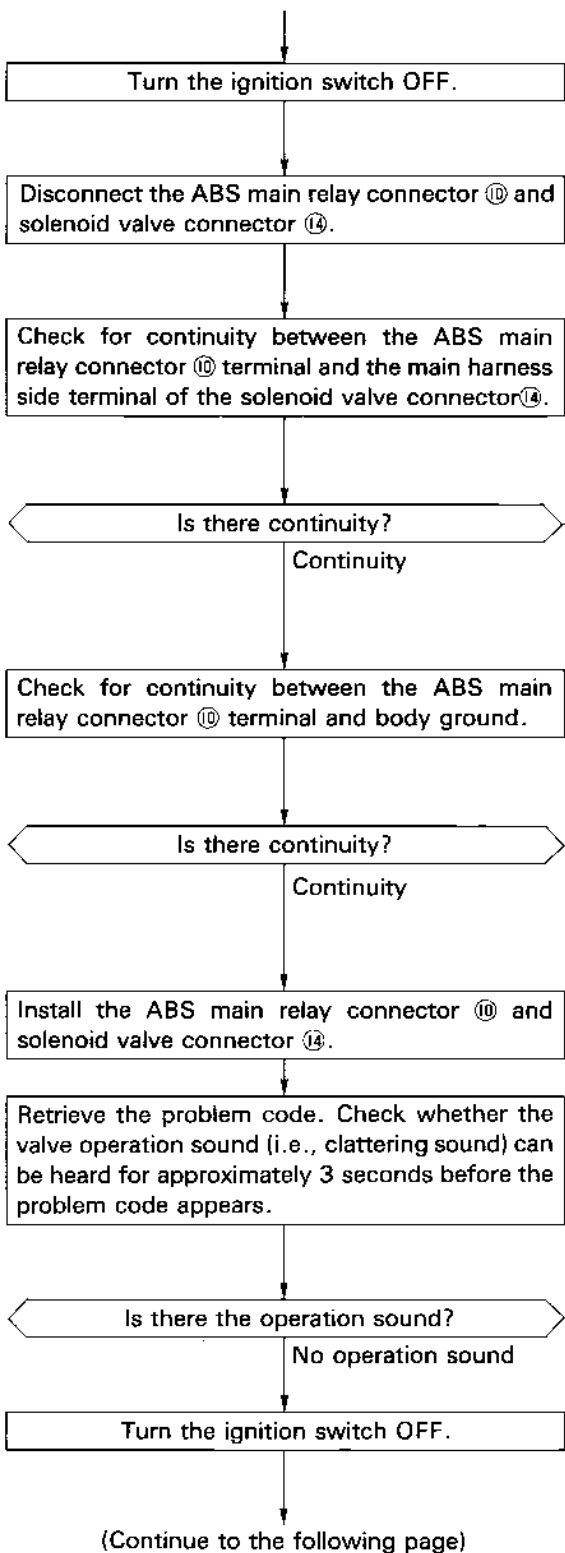 Turn the ignition switch OFF.
Disconnect the ABS main relay connector ⑩ and
solenoid valve connector ⑭.
Check for continuity between the ABS main
relay connector ⑩ terminal and the main harness
side terminal of the solenoid valve connector⑭.
Is there continuity?
Continuity
Check for continuity between the ABS main
relay connector ⑩ terminal and body ground.
Is there continuity?
Continuity
Install the ABS main relay connector ⑩ and
solenoid valve connector ⑭.
Retrieve the problem code. Check whether the
valve operation sound (i.e., clattering sound) can
be heard for approximately 3 seconds before the
problem code appears.
Is there the operation sound?
No operation sound
Turn the ignition switch OFF.
(Continue to the following page)